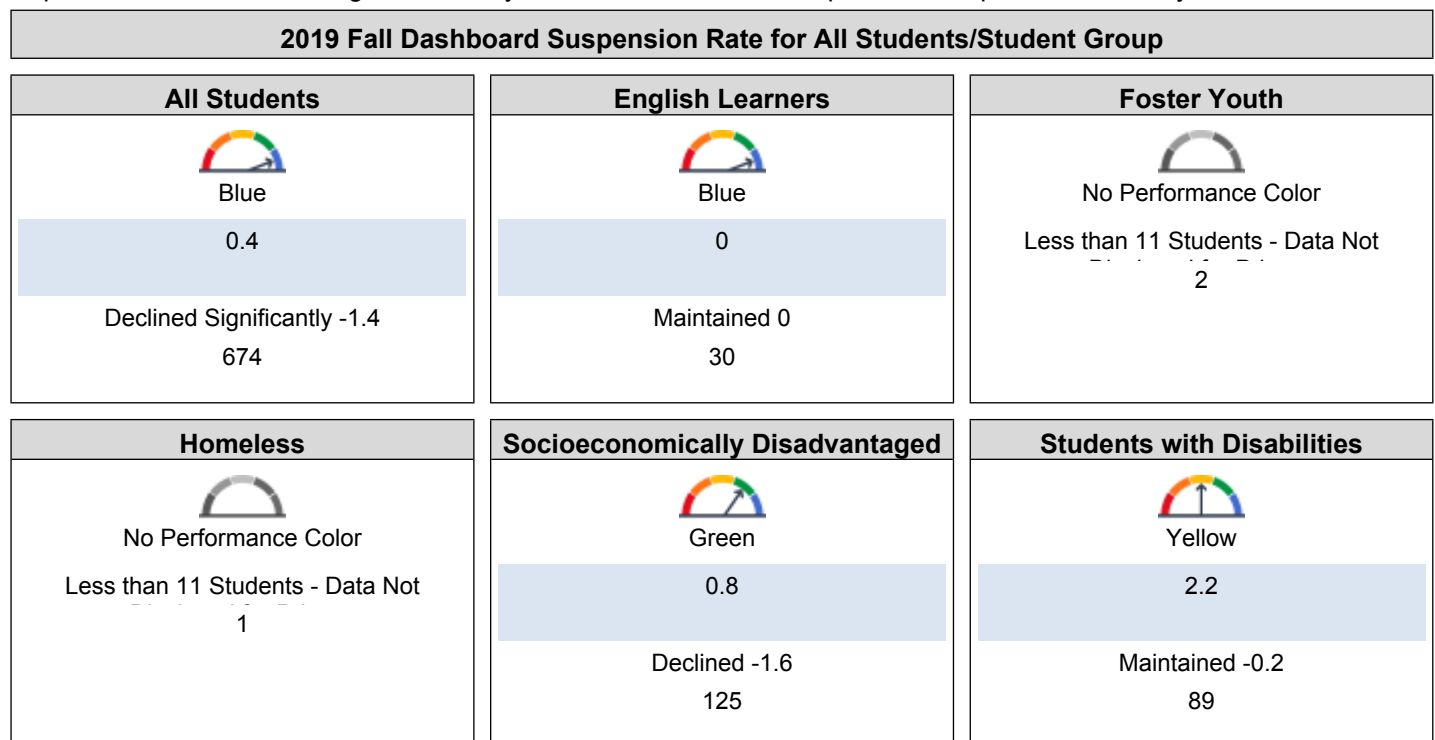 2019 Fall Dashboard Suspension Rate for All Students/Student Group
All Students
Blue
0.4
Declined Significantly -1.4
674
English Learners
Blue
0
Maintained 0
30
Foster Youth
No Performance Color
Less than 11 Students - Data Not
2
Homeless
No Performance Color
Less than 11 Students - Data Not
1
Socioeconomically Disadvantaged
Green
0.8
Declined -1.6
125
Students with Disabilities
Yellow
2.2
Maintained -0.2
89